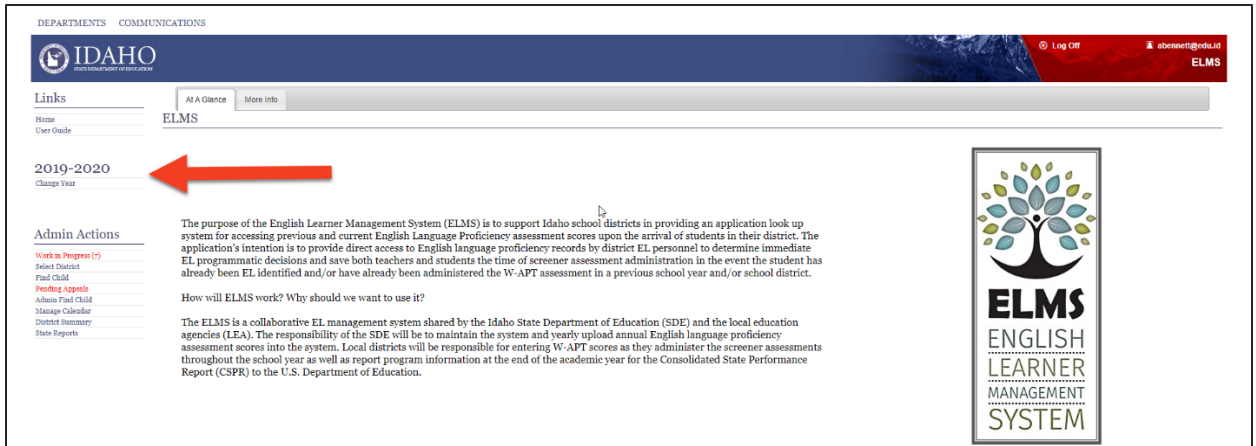 DEPARTMENTS COMMUNICATIONS
IDAHO
STATE DEPARTMENT OF EDUCATION
Log Off
abennett@edu.id
ELMS
Links
Home
User Guide
2019-2020
Change Year
Admin Actions
Work in Progress (7)
Select District
Find Child
Pending Appeals
Admin Find Child
Manage Calendar
District Summary
State Reports
At A Glance
More Info
ELMS
The purpose of the English Learner Management System (ELMS) is to support Idaho school districts in providing an application look up
system for accessing previous and current English Language Proficiency assessment scores upon the arrival of students in their district. The
application's intention is to provide direct access to English language proficiency records by district EL personnel to determine immediate
EL programmatic decisions and save both teachers and students the time of screener assessment administration in the event the student has
already been EL identified and/or have already been administered the W-APT assessment in a previous school year and/or school district.
How will ELMS work? Why should we want to use it?
The ELMS is a collaborative EL management system shared by the Idaho State Department of Education (SDE) and the local education
agencies (LEA). The responsibility of the SDE will be to maintain the system and yearly upload annual English language proficiency
assessment scores into the system. Local districts will be responsible for entering W-APT scores as they administer the screener assessments
throughout the school year as well as report program information at the end of the academic year for the Consolidated State Performance
Report (CSPR) to the U.S. Department of Education.
ELMS
ENGLISH
LEARNER
MANAGEMENT
SYSTEM